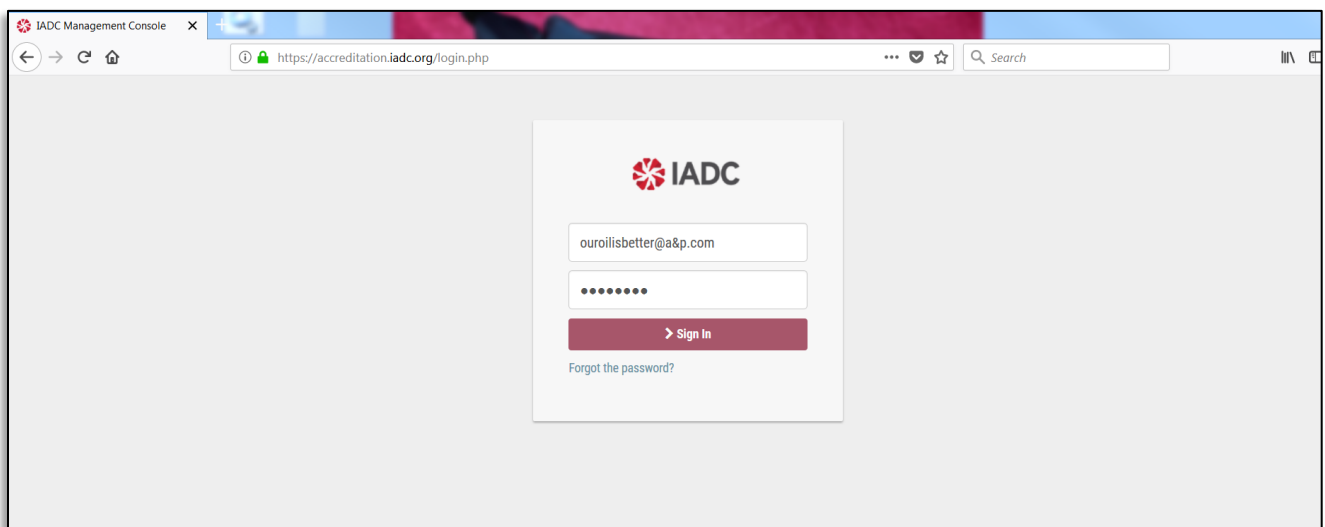 IADC Management Console
https://accreditation.iadc.org/login.php
Search
IADC
ouroilisbetter@a&p.com
••••••••
Sign In
Forgot the password?